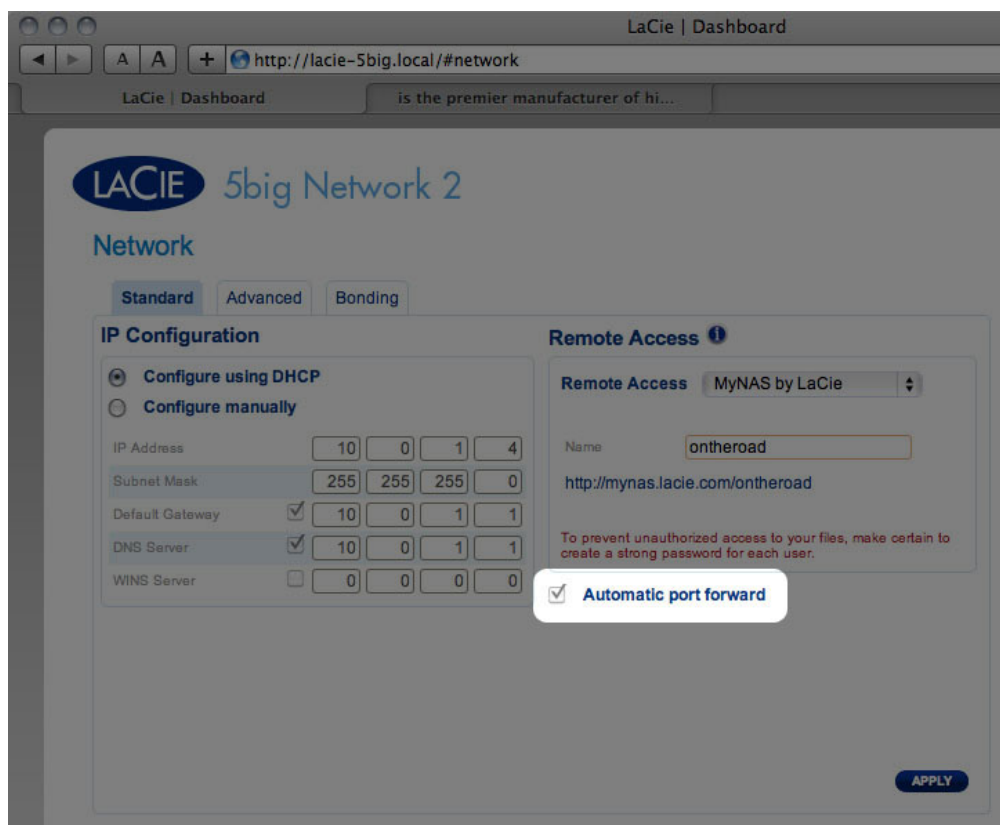 LaCie | Dashboard
A A + http://lacie-5big.local/#network
LaCie | Dashboard
is the premier manufacturer of hi...
LACIE 5big Network 2
Network
Standard Advanced Bonding
IP Configuration
Configure using DHCP
Configure manually
IP Address 10 0 1 4
Subnet Mask 255 255 255 0
Default Gateway 10 0 1 1
DNS Server 10 0 1 1
WINS Server 0 0 0 0
Remote Access
Remote Access MyNAS by LaCie
Name ontheroad
http://mynas.lacie.com/ontheroad
To prevent unauthorized access to your files, make certain to
create a strong password for each user.
Automatic port forward
APPLY